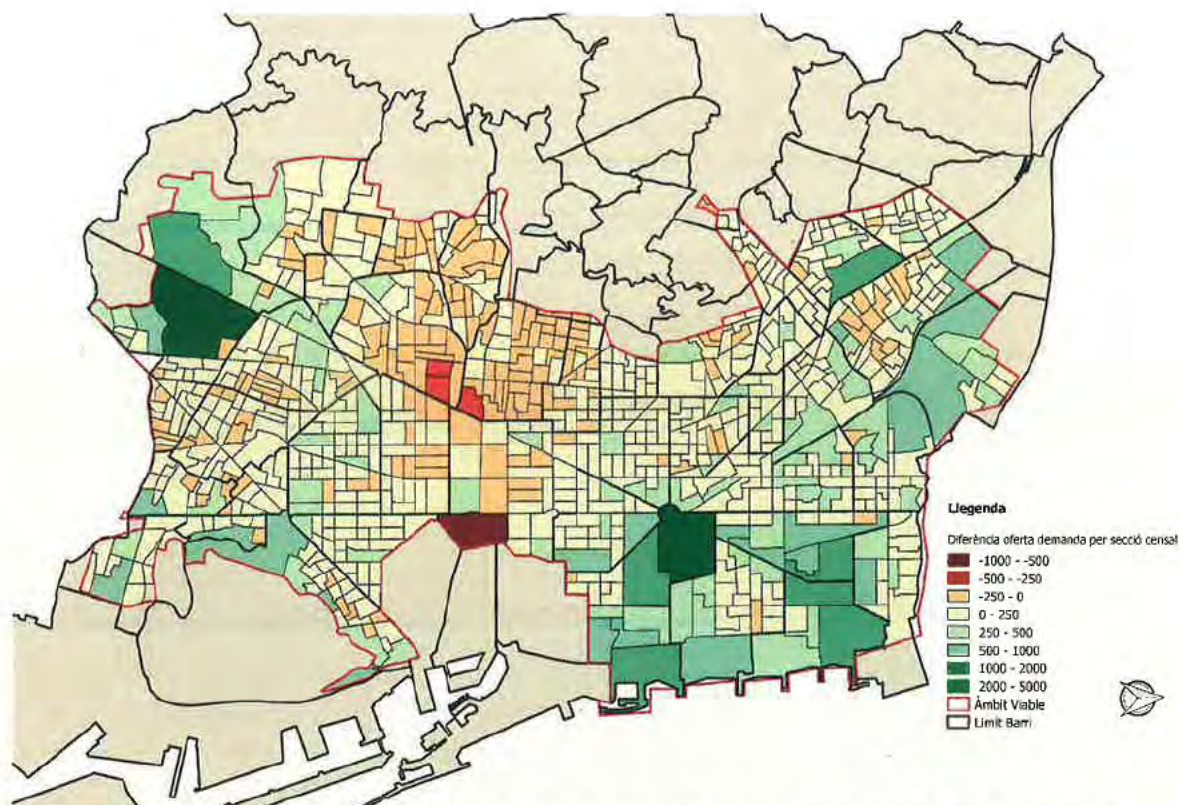 Llegenda
Diferència oferta demanda per secció censal
-1000 - -500
-500 - -250
-250 - 0
0 - 250
250 - 500
500 - 1000
1000 - 2000
2000 - 5000
Àmbit Viable
Límit Barri